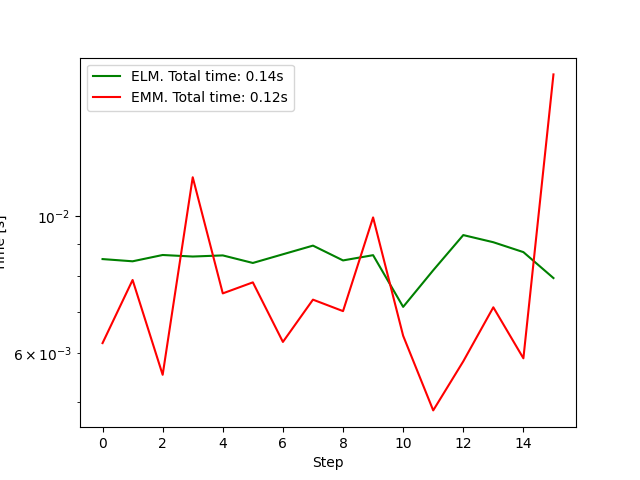 ELM. Total time: 0.14s
EMM. Total time: 0.12s
10⁻²
6 × 10⁻³
0 2 4 6 8 10 12 14
Step